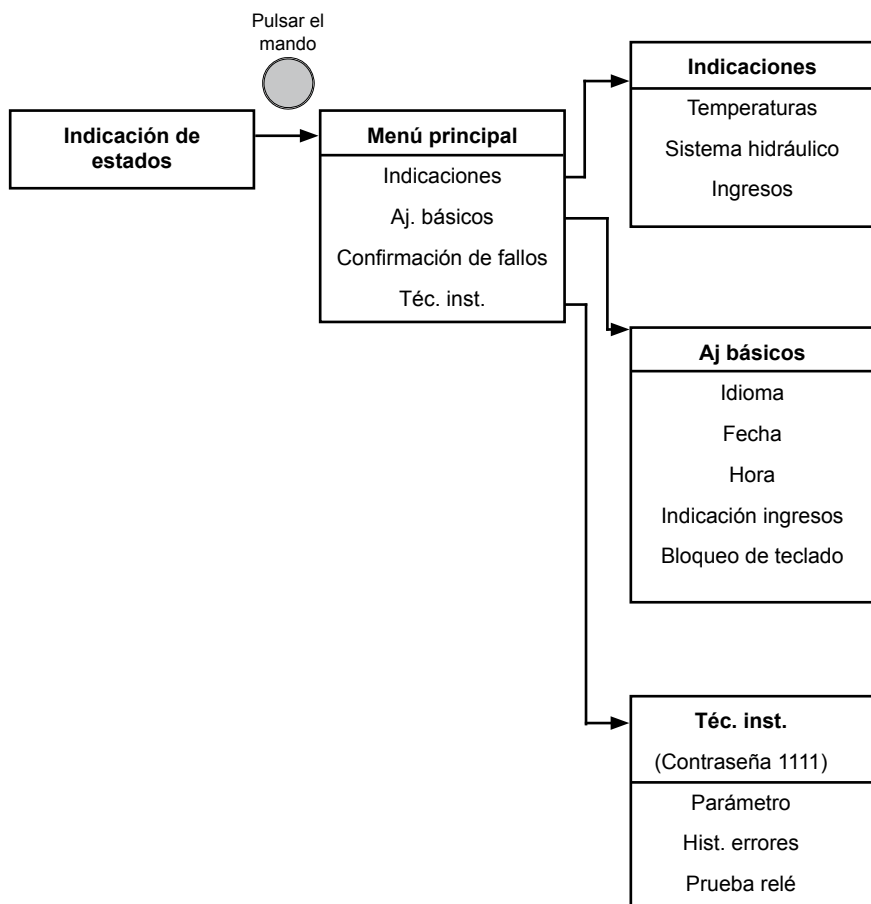 Pulsar el
mando
Indicación de
estados
Menú principal
Indicaciones
Aj. básicos
Confirmación de fallos
Téc. inst.
Indicaciones
Temperaturas
Sistema hidráulico
Ingresos
Aj básicos
Idioma
Fecha
Hora
Indicación ingresos
Bloqueo de teclado
Téc. inst.
(Contraseña 1111)
Parámetro
Hist. errores
Prueba relé